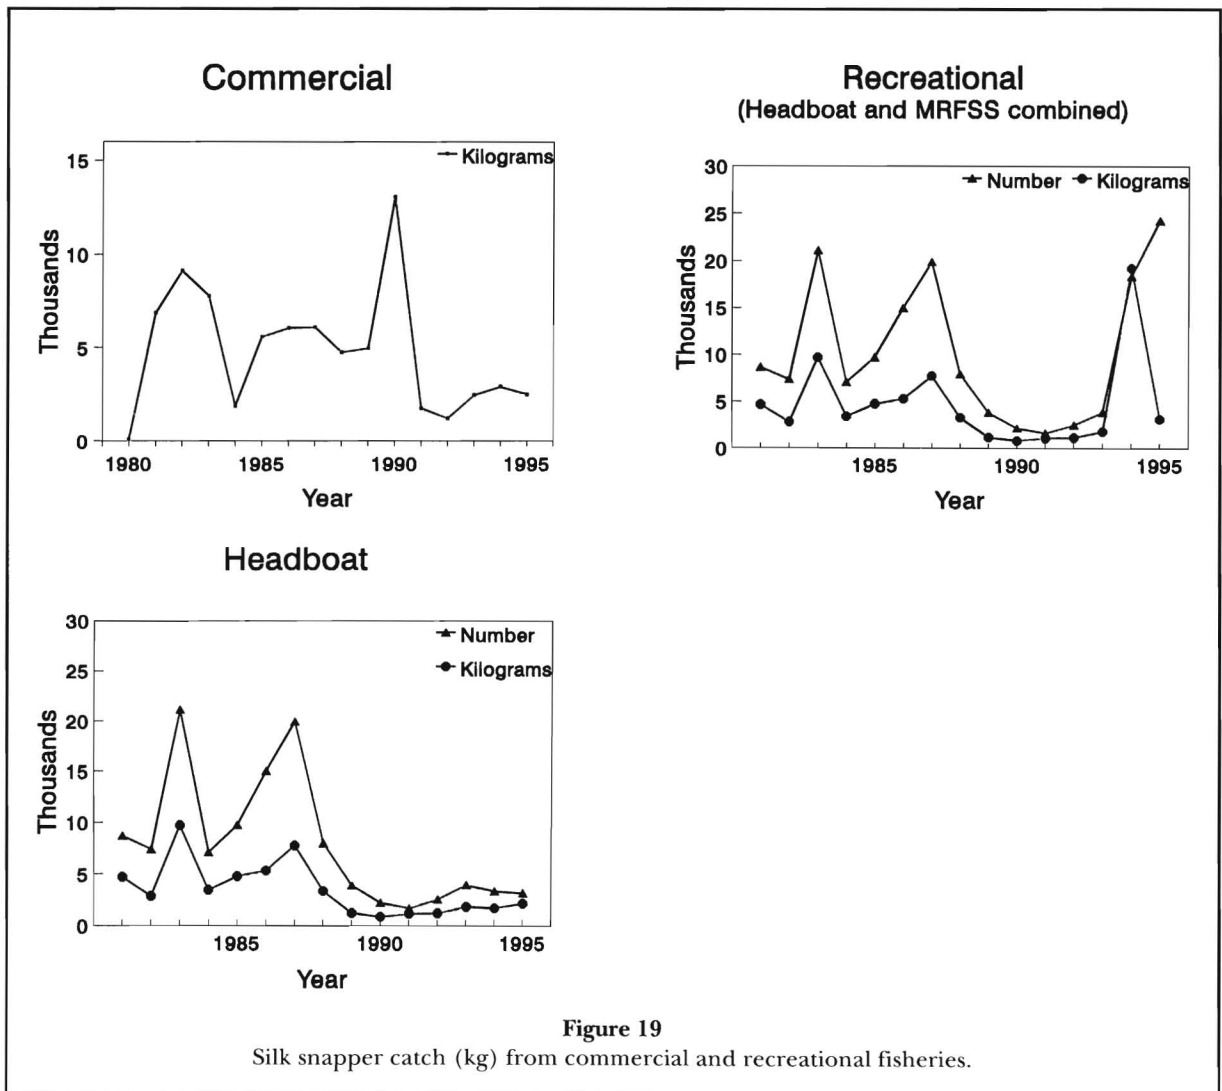 Commercial
Kilograms
15
10
5
0
Thousands
1980 1985 1990 1995
Year
Recreational
(Headboat and MRFSS combined)
Number Kilograms
30
25
20
15
10
5
0
Thousands
1985 1990 1995
Year
Headboat
Number
Kilograms
30
25
20
15
10
5
0
Thousands
1985 1990 1995
Year
Figure 19
Silk snapper catch (kg) from commercial and recreational fisheries.